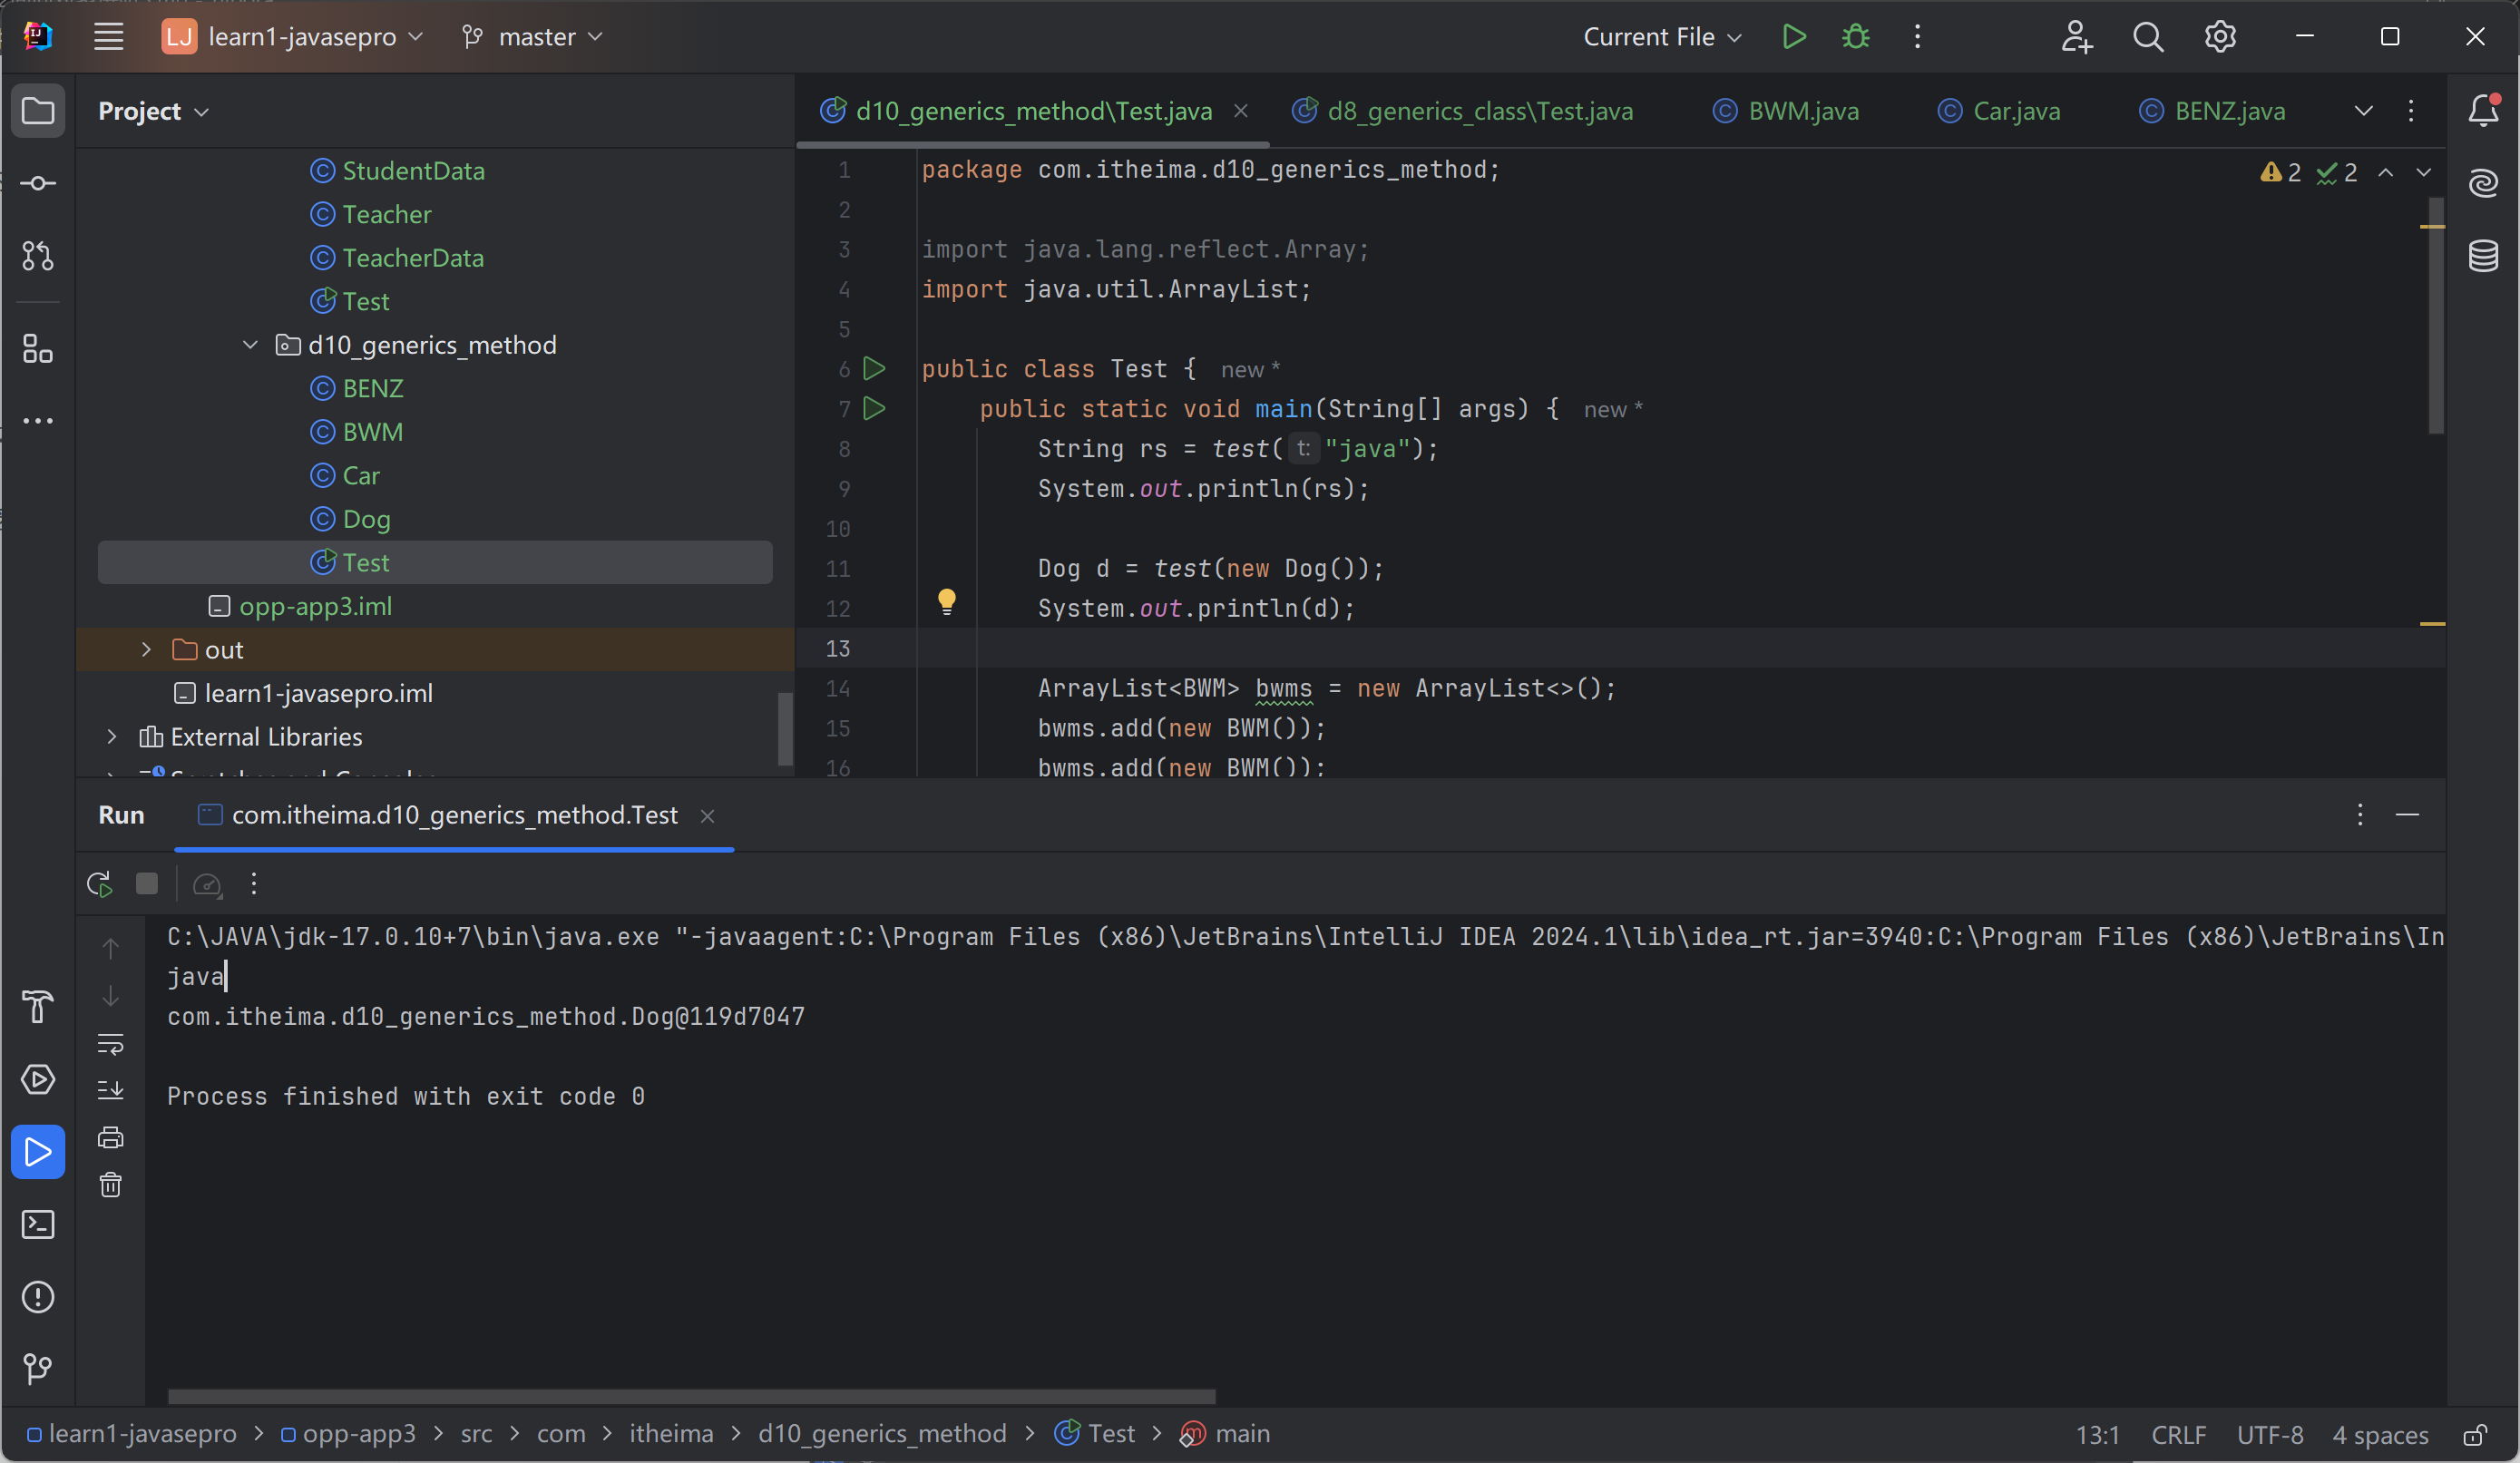 LJ learn1-javasepro master Current File
Project
d10_generics_method\Test.java d8_generics_class\Test.java BWM.java Car.java BENZ.java
StudentData
Teacher
TeacherData
Test
d10_generics_method
BENZ
BWM
Car
Dog
Test
opp-app3.iml
out
learn1-javasepro.iml
External Libraries
2 2
1 package com.itheima.d10_generics_method;
2
3 import java.lang.reflect.Array;
4 import java.util.ArrayList;
5
6 public class Test { new *
7 public static void main(String[] args) { new *
8 String rs = test( t: "java");
9 System.out.println(rs);
10
11 Dog d = test(new Dog());
12 System.out.println(d);
13
14 ArrayList<BWM> bwms = new ArrayList<>();
15 bwms.add(new BWM());
16 bwms.add(new BWM());
Run com.itheima.d10_generics_method.Test
C:\JAVA\jdk-17.0.10+7\bin\java.exe "-javaagent:C:\Program Files (x86)\JetBrains\IntelliJ IDEA 2024.1\lib\idea_rt.jar=3940:C:\Program Files (x86)\JetBrains\In
java
com.itheima.d10_generics_method.Dog@119d7047
Process finished with exit code 0
learn1-javasepro > opp-app3 > src > com > itheima > d10_generics_method > Test > main 13:1 CRLF UTF-8 4 spaces